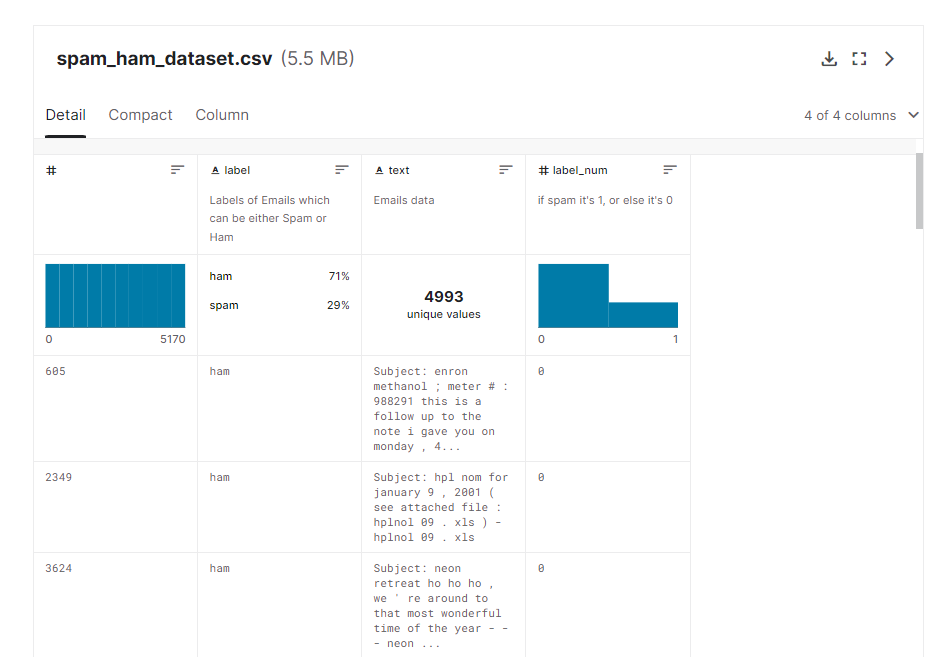 spam_ham_dataset.csv (5.5 MB)
Detail Compact Column 4 of 4 columns
# A label A text # label_num
Labels of Emails which
can be either Spam or
Ham
Emails data
if spam it's 1, or else it's 0
0 5170
ham 71%
spam 29%
4993
unique values
0 1
605 ham
Subject: enron
methanol ; meter # :
988291 this is a
follow up to the
note i gave you on
monday , 4...
0
2349 ham
Subject: hpl nom for
january 9 , 2001 (
see attached file :
hplnol 09 . xls ) -
hplnol 09 . xls
0
3624 ham
Subject: neon
retreat ho ho ho ,
we ' re around to
that most wonderful
time of the year - -
- neon ...
0